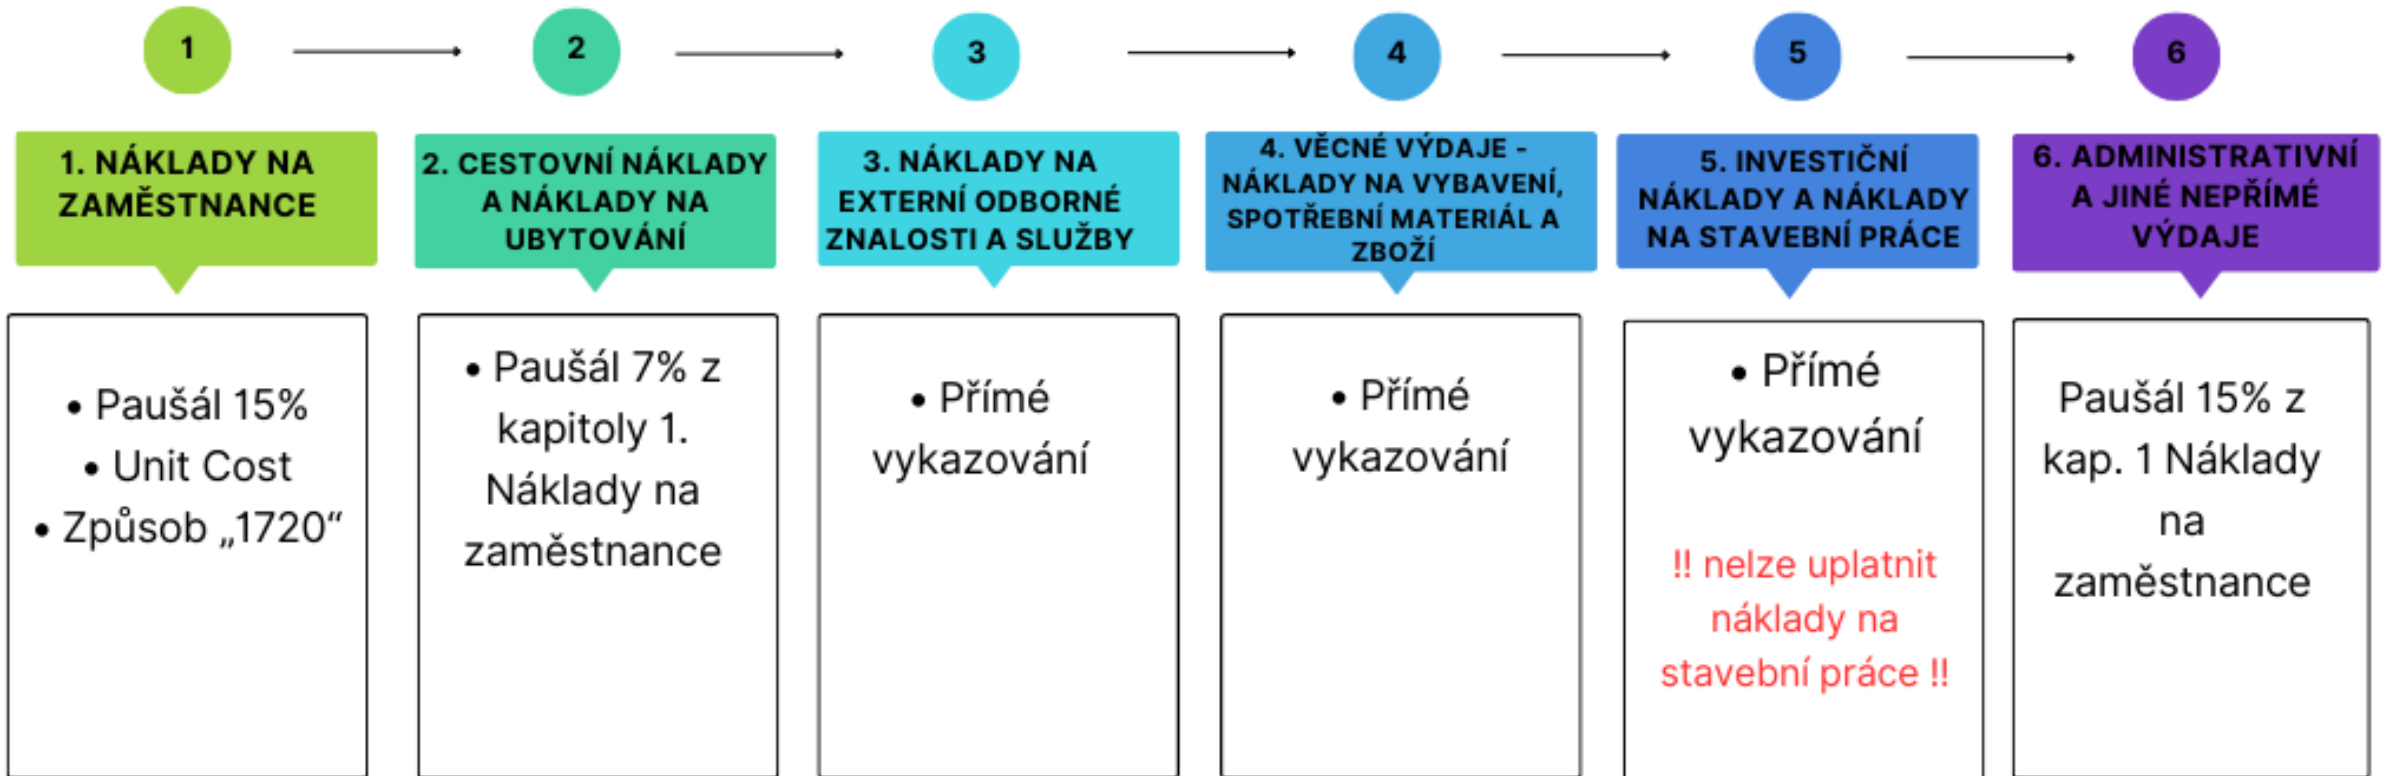 1
2
3
4
5
6
1. NÁKLADY NA
ZAMĚSTNANCE
2. CESTOVNÍ NÁKLADY
A NÁKLADY NA
UBYTOVÁNÍ
3. NÁKLADY NA
EXTERNÍ ODBORNÉ
ZNALOSTI A SLUŽBY
4. VĚCNÉ VÝDAJE -
NÁKLADY NA VYBAVENÍ,
SPOTŘEBNÍ MATERIÁL A
ZBOŽÍ
5. INVESTIČNÍ
NÁKLADY A NÁKLADY
NA STAVEBNÍ PRÁCE
6. ADMINISTRATIVNÍ
A JINÉ NEPŘÍMÉ
VÝDAJE
• Paušál 15%
• Unit Cost
• Způsob „1720“
• Paušál 7% z
kapitoly 1.
Náklady na
zaměstnance
• Přímé
vykazování
• Přímé
vykazování
• Přímé
vykazování
!! nelze uplatnit
náklady na
stavební práce !!
Paušál 15% z
kap. 1 Náklady
na
zaměstnance